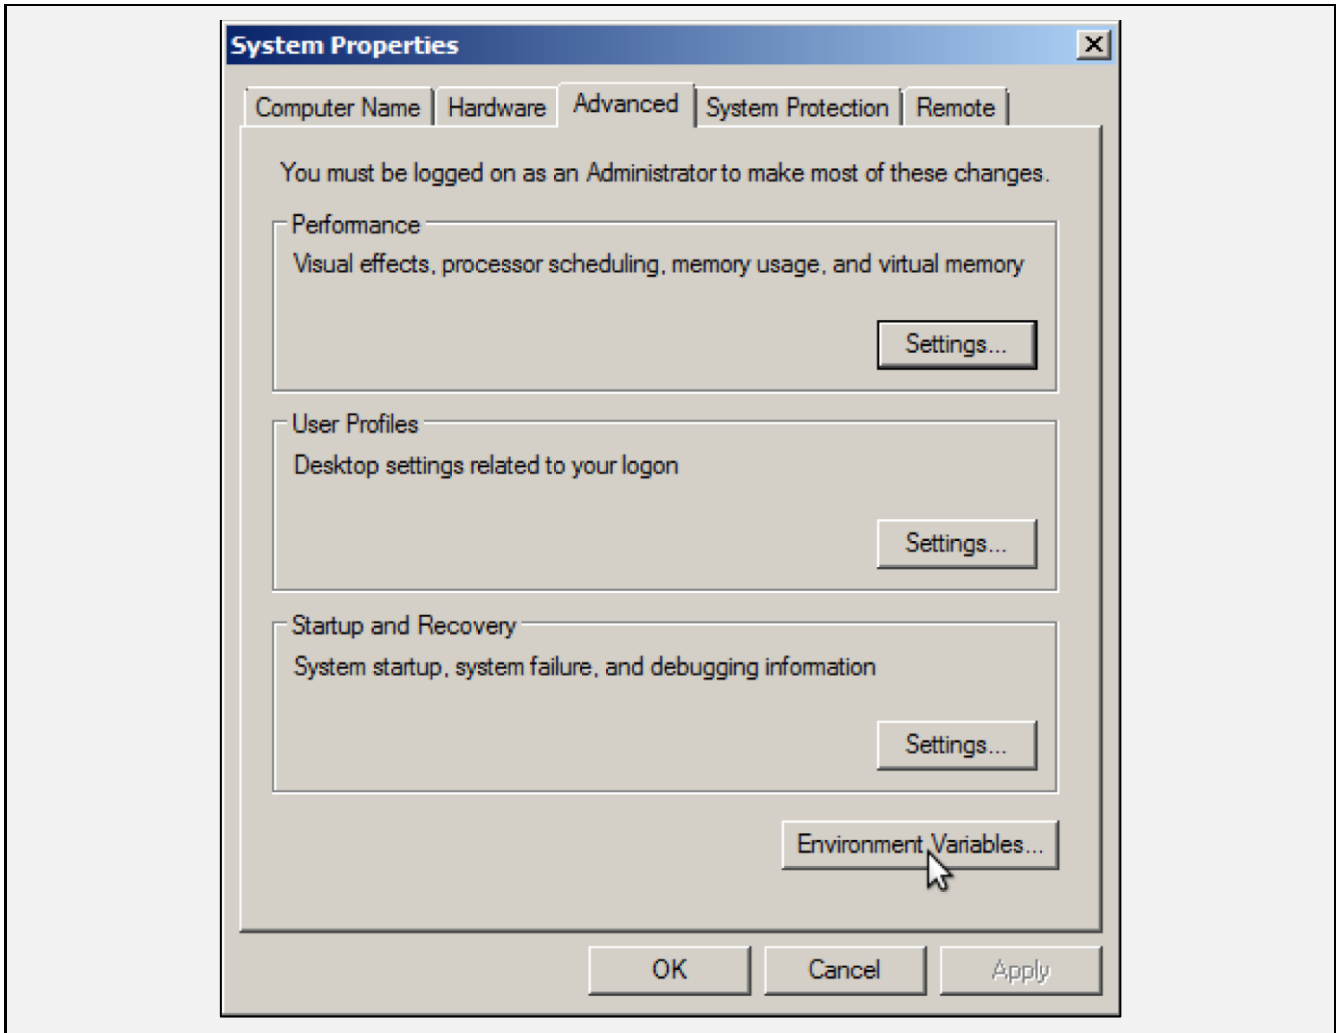 System Properties
Computer Name Hardware Advanced System Protection Remote
You must be logged on as an Administrator to make most of these changes.
Performance
Visual effects, processor scheduling, memory usage, and virtual memory
Settings...
User Profiles
Desktop settings related to your logon
Settings...
Startup and Recovery
System startup, system failure, and debugging information
Settings...
Environment Variables...
OK Cancel Apply